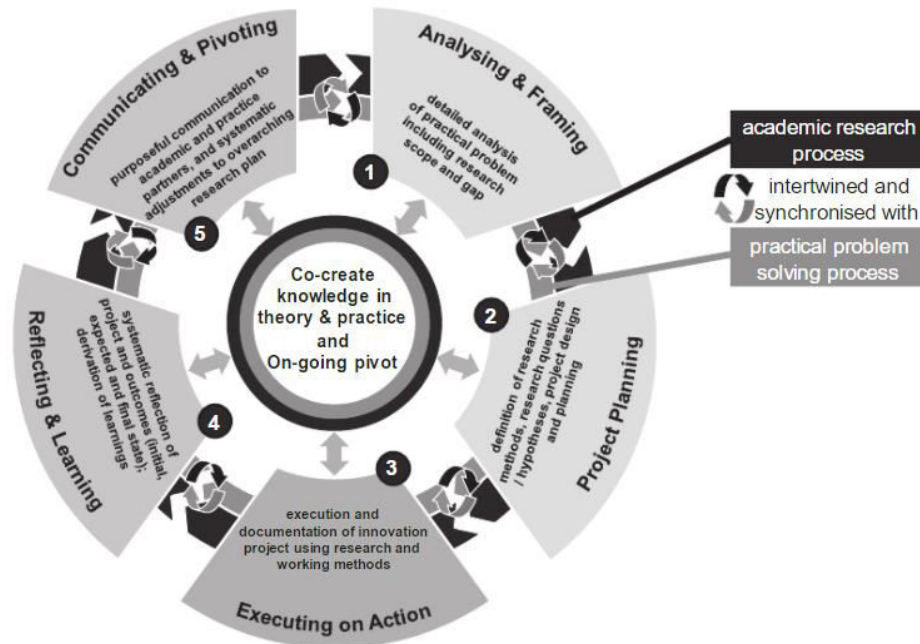 Analysing & Framing
detailed analysis
of practical problem
including research
scope and gap
1
academic research
process
intertwined and
synchronised with
practical problem
solving process
2
Project Planning
definition of research
methods, research questions
/ hypotheses, project design
and planning
3
execution and
documentation of innovation
project using research and
working methods
Executing on Action
4
Reflecting & Learning
systematic reflection of
project and outcomes (initial,
expected and final state);
derivation of learnings
5
Communicating & Pivoting
purposeful communication to
academic and practice
partners, and systematic
adjustments to overarching
research plan
Co-create
knowledge in
theory & practice
and
On-going pivot